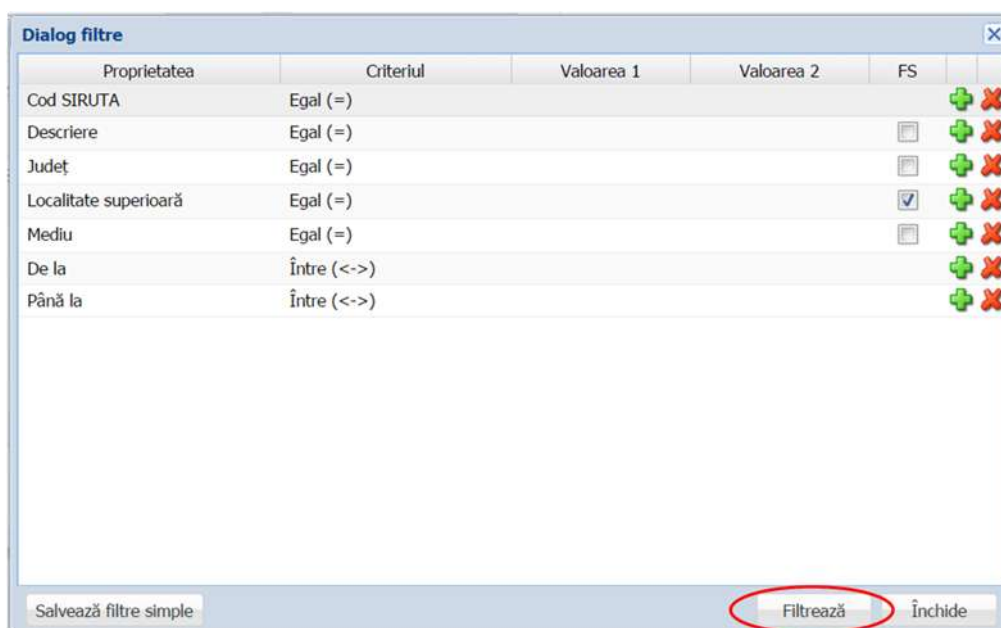 Dialog filtre
Proprietatea Criteriul Valoarea 1 Valoarea 2 FS
Cod SIRUTA Egal (=)
Descriere Egal (=)
Județ Egal (=)
Localitate superioară Egal (=)
Mediu Egal (=)
De la Între (<->)
Până la Între (<->)
Salvează filtre simple Filtrează Închide